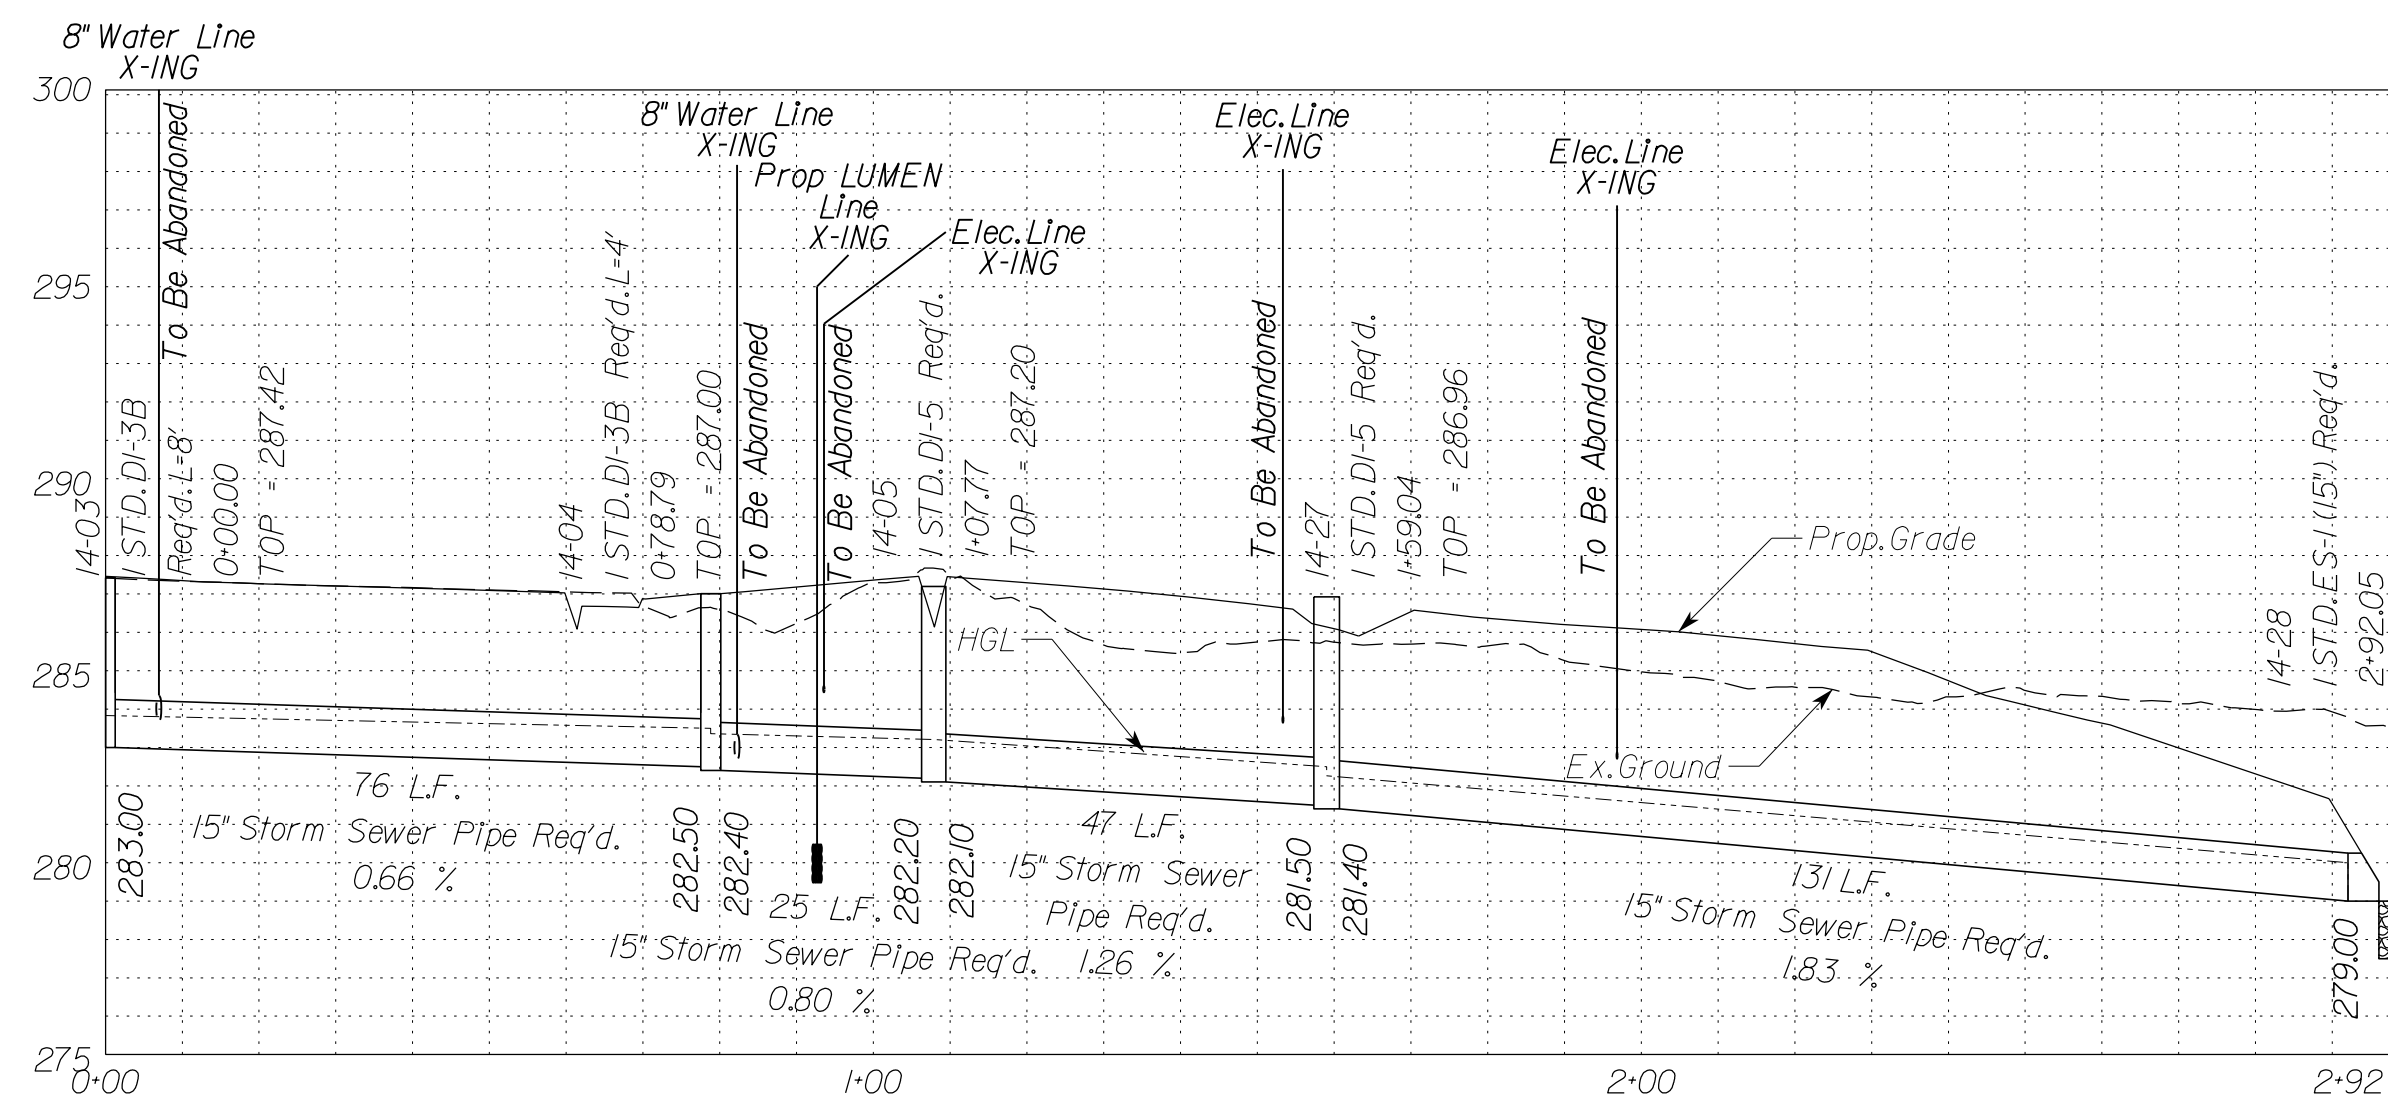 8" Water Line
X-ING
300
295
290
285
280
275
To Be Abandoned
14-03
1 STD. DI-3B
Req'd. L=8'
0+00.00
TOP = 287.42
14-04
1 STD. DI-3B Req'd. L=4'
0+78.79
TOP = 287.00
8" Water Line
X-ING
To Be Abandoned
Prop LUMEN
Line
X-ING
Elec. Line
X-ING
To Be Abandoned
14-05
1 STD. DI-5 Req'd.
1+07.77
TOP = 287.20
Elec. Line
X-ING
To Be Abandoned
14-27
1 STD. DI-5 Req'd.
1+59.04
TOP = 286.96
Elec. Line
X-ING
To Be Abandoned
Prop. Grade
14-28
1 STD. ES-1 (15") Req'd.
2+92.05
HGL
Ex. Ground
283.00
76 L.F.
15" Storm Sewer Pipe Req'd.
0.66 %
282.50
282.40
25 L.F.
15" Storm Sewer Pipe Req'd.
0.80 %
282.20
282.10
47 L.F.
15" Storm Sewer
Pipe Req'd.
1.26 %
281.50
281.40
131 L.F.
15" Storm Sewer Pipe Req'd.
1.83 %
279.00
0+00
1+00
2+00
2+92